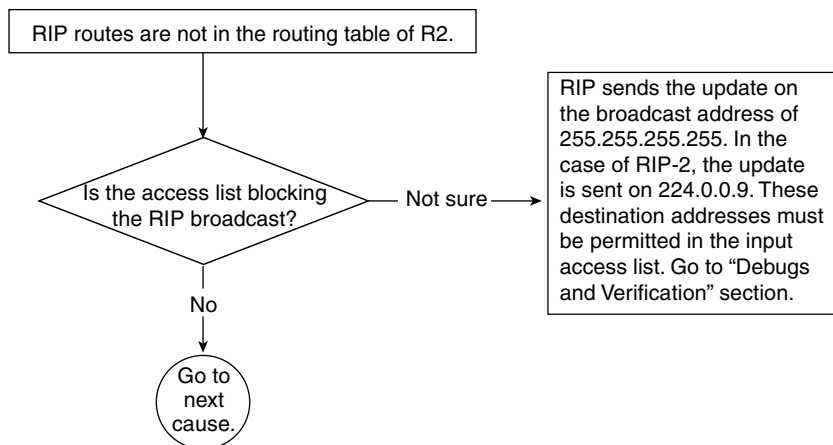 RIP routes are not in the routing table of R2.
Is the access list blocking
the RIP broadcast?
Not sure
RIP sends the update on
the broadcast address of
255.255.255.255. In the
case of RIP-2, the update
is sent on 224.0.0.9. These
destination addresses must
be permitted in the input
access list. Go to “Debugs
and Verification” section.
No
Go to
next
cause.